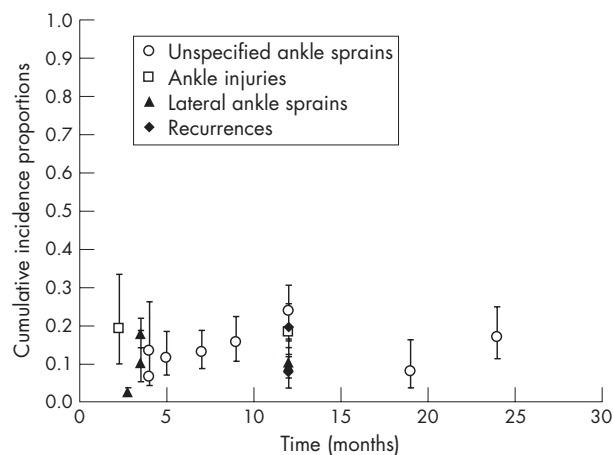 1.0
0.9
0.8
0.7
0.6
0.5
0.4
0.3
0.2
0.1
0.0
Cumulative incidence proportions
Unspecified ankle sprains
Ankle injuries
Lateral ankle sprains
Recurrences
0 5 10 15 20 25 30
Time (months)